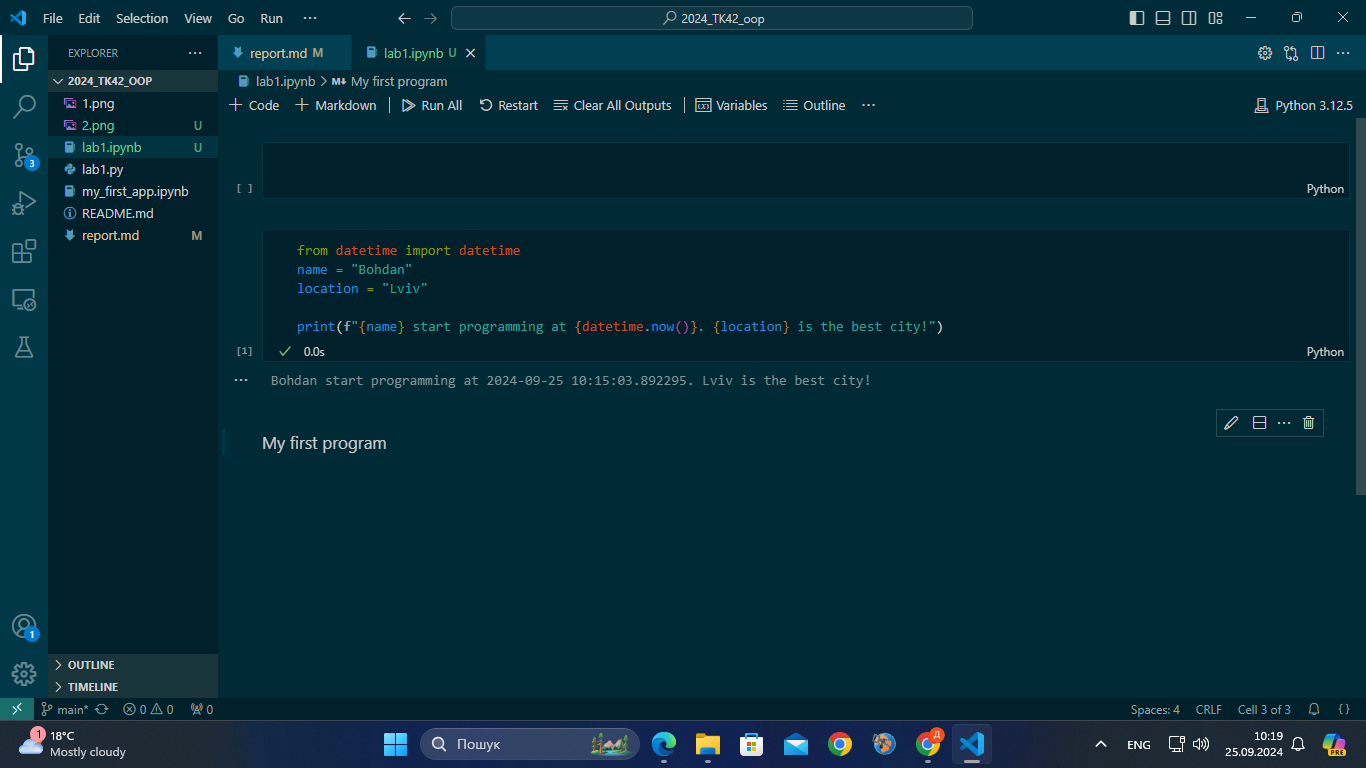 File Edit Selection View Go Run ···
2024_TK42_oop
EXPLORER ···
2024_TK42_OOP
1.png
2.png U
lab1.ipynb U
lab1.py
my_first_app.ipynb
README.md
report.md M
OUTLINE
TIMELINE
report.md M lab1.ipynb U
lab1.ipynb > M↓ My first program
+ Code + Markdown Run All Restart Clear All Outputs Variables Outline ··· Python 3.12.5
[ ] Python
from datetime import datetime
name = "Bohdan"
location = "Lviv"
print(f"{name} start programming at {datetime.now()}. {location} is the best city!")
[1] 0.0s Python
··· Bohdan start programming at 2024-09-25 10:15:03.892295. Lviv is the best city!
My first program
3
1
main* 0 0 0 Spaces: 4 CRLF Cell 3 of 3 { }
1 18°C
Mostly cloudy
Пошук
Д
ENG
10:19
25.09.2024
PRE